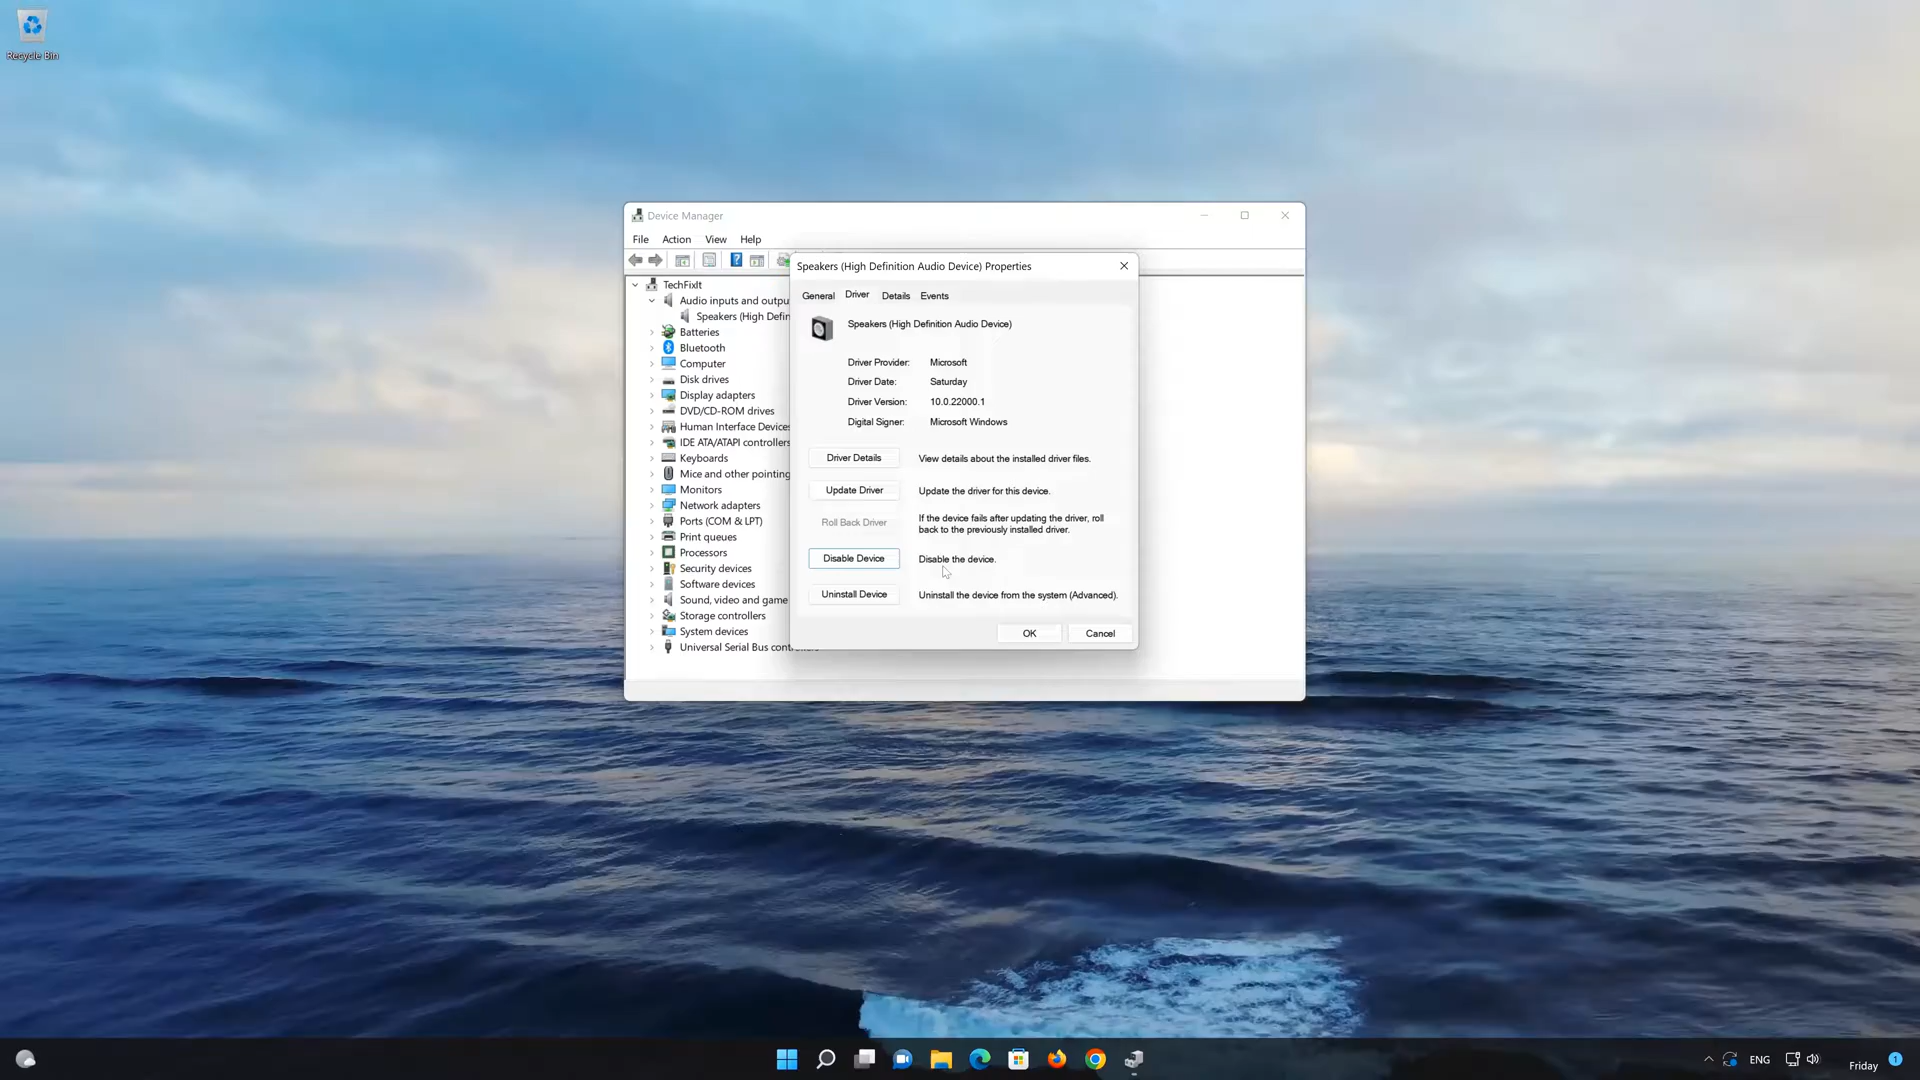 Recycle Bin
Device Manager
File Action View Help
Speakers (High Definition Audio Device) Properties
TechFixIt
Audio inputs and outpu
Speakers (High Defin
Batteries
Bluetooth
Computer
Disk drives
Display adapters
DVD/CD-ROM drives
Human Interface Devices
IDE ATA/ATAPI controllers
Keyboards
Mice and other pointing
Monitors
Network adapters
Ports (COM & LPT)
Print queues
Processors
Security devices
Software devices
Sound, video and game
Storage controllers
System devices
Universal Serial Bus controllers
General Driver Details Events
Speakers (High Definition Audio Device)
Driver Provider: Microsoft
Driver Date: Saturday
Driver Version: 10.0.22000.1
Digital Signer: Microsoft Windows
Driver Details View details about the installed driver files.
Update Driver Update the driver for this device.
Roll Back Driver If the device fails after updating the driver, roll
back to the previously installed driver.
Disable Device Disable the device.
Uninstall Device Uninstall the device from the system (Advanced).
OK Cancel
ENG
Friday 1